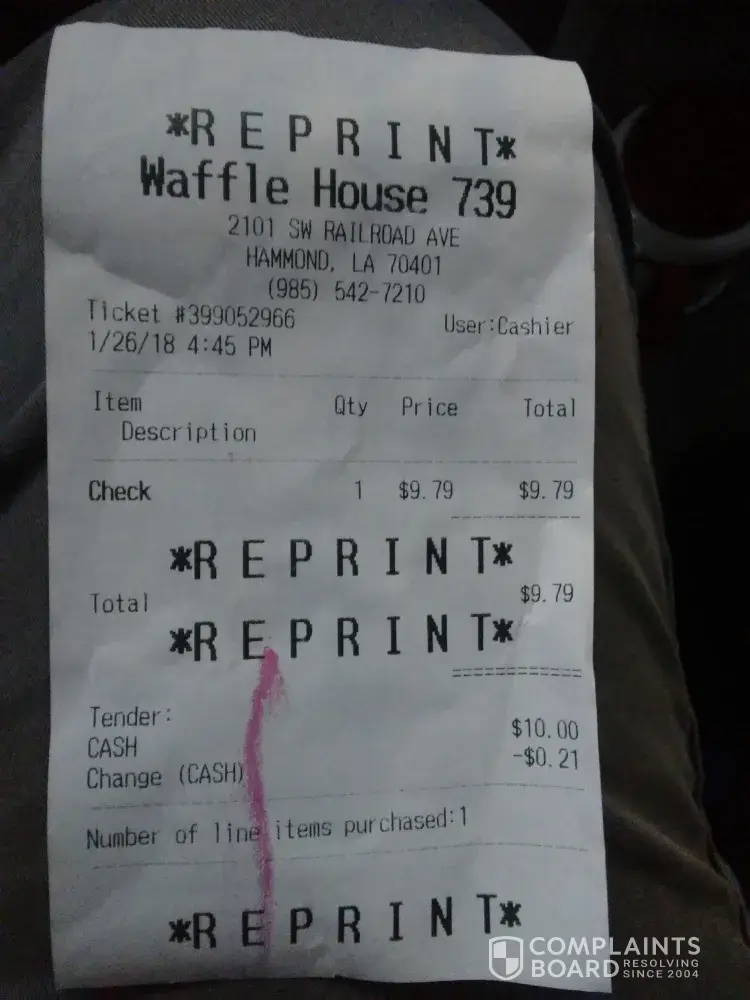 *REPRINT*
Waffle House 739
2101 SW RAILROAD AVE
HAMMOND, LA 70401
(985) 542-7210
Ticket #399052966 User:Cashier
1/26/18 4:45 PM
Item Qty Price Total
Description
Check 1 $9.79 $9.79
*REPRINT*
Total $9.79
*REPRINT*
Tender:
CASH $10.00
Change (CASH) -$0.21
Number of line items purchased:1
*REPRINT*
COMPLAINTS
BOARD RESOLVING
SINCE 2004